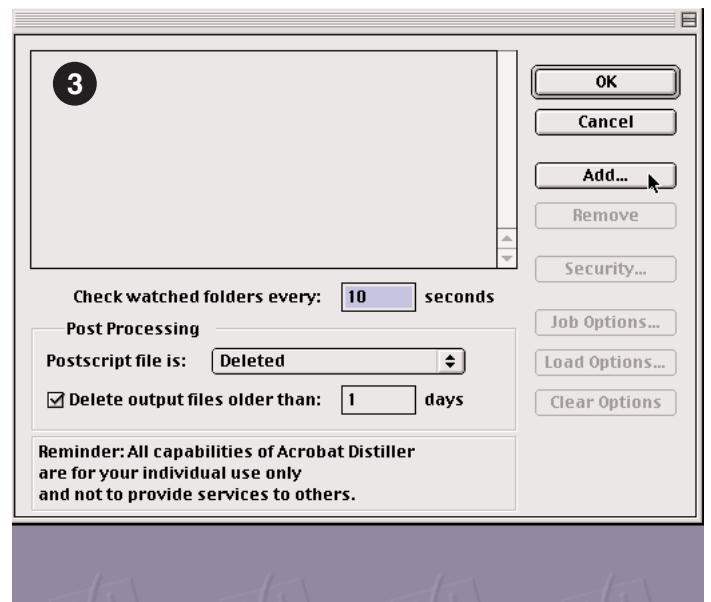 3
OK
Cancel
Add...
Remove
Security...
Check watched folders every: 10 seconds
Job Options...
Post Processing
Postscript file is: Deleted
Load Options...
Delete output files older than: 1 days
Clear Options
Reminder: All capabilities of Acrobat Distiller
are for your individual use only
and not to provide services to others.